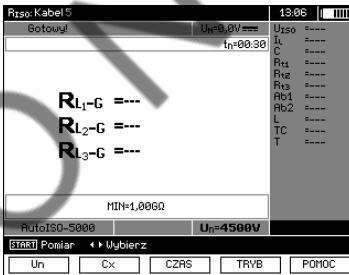 RISO: Kabel 5 13:06
Gotowy! UN=0,0V
tn=00:30
RL1-G =---
RL2-G =---
RL3-G =---
MIN=1,00GΩ
UISO =---
IL =---
C =---
Rt1 =---
Rt2 =---
Rt3 =---
Ab1 =---
Ab2 =---
L =---
TC =---
T =---
AutoISO-5000 Un=4500V
START Pomiar Wybierz
Un Cx CZAS TRYB POMOC